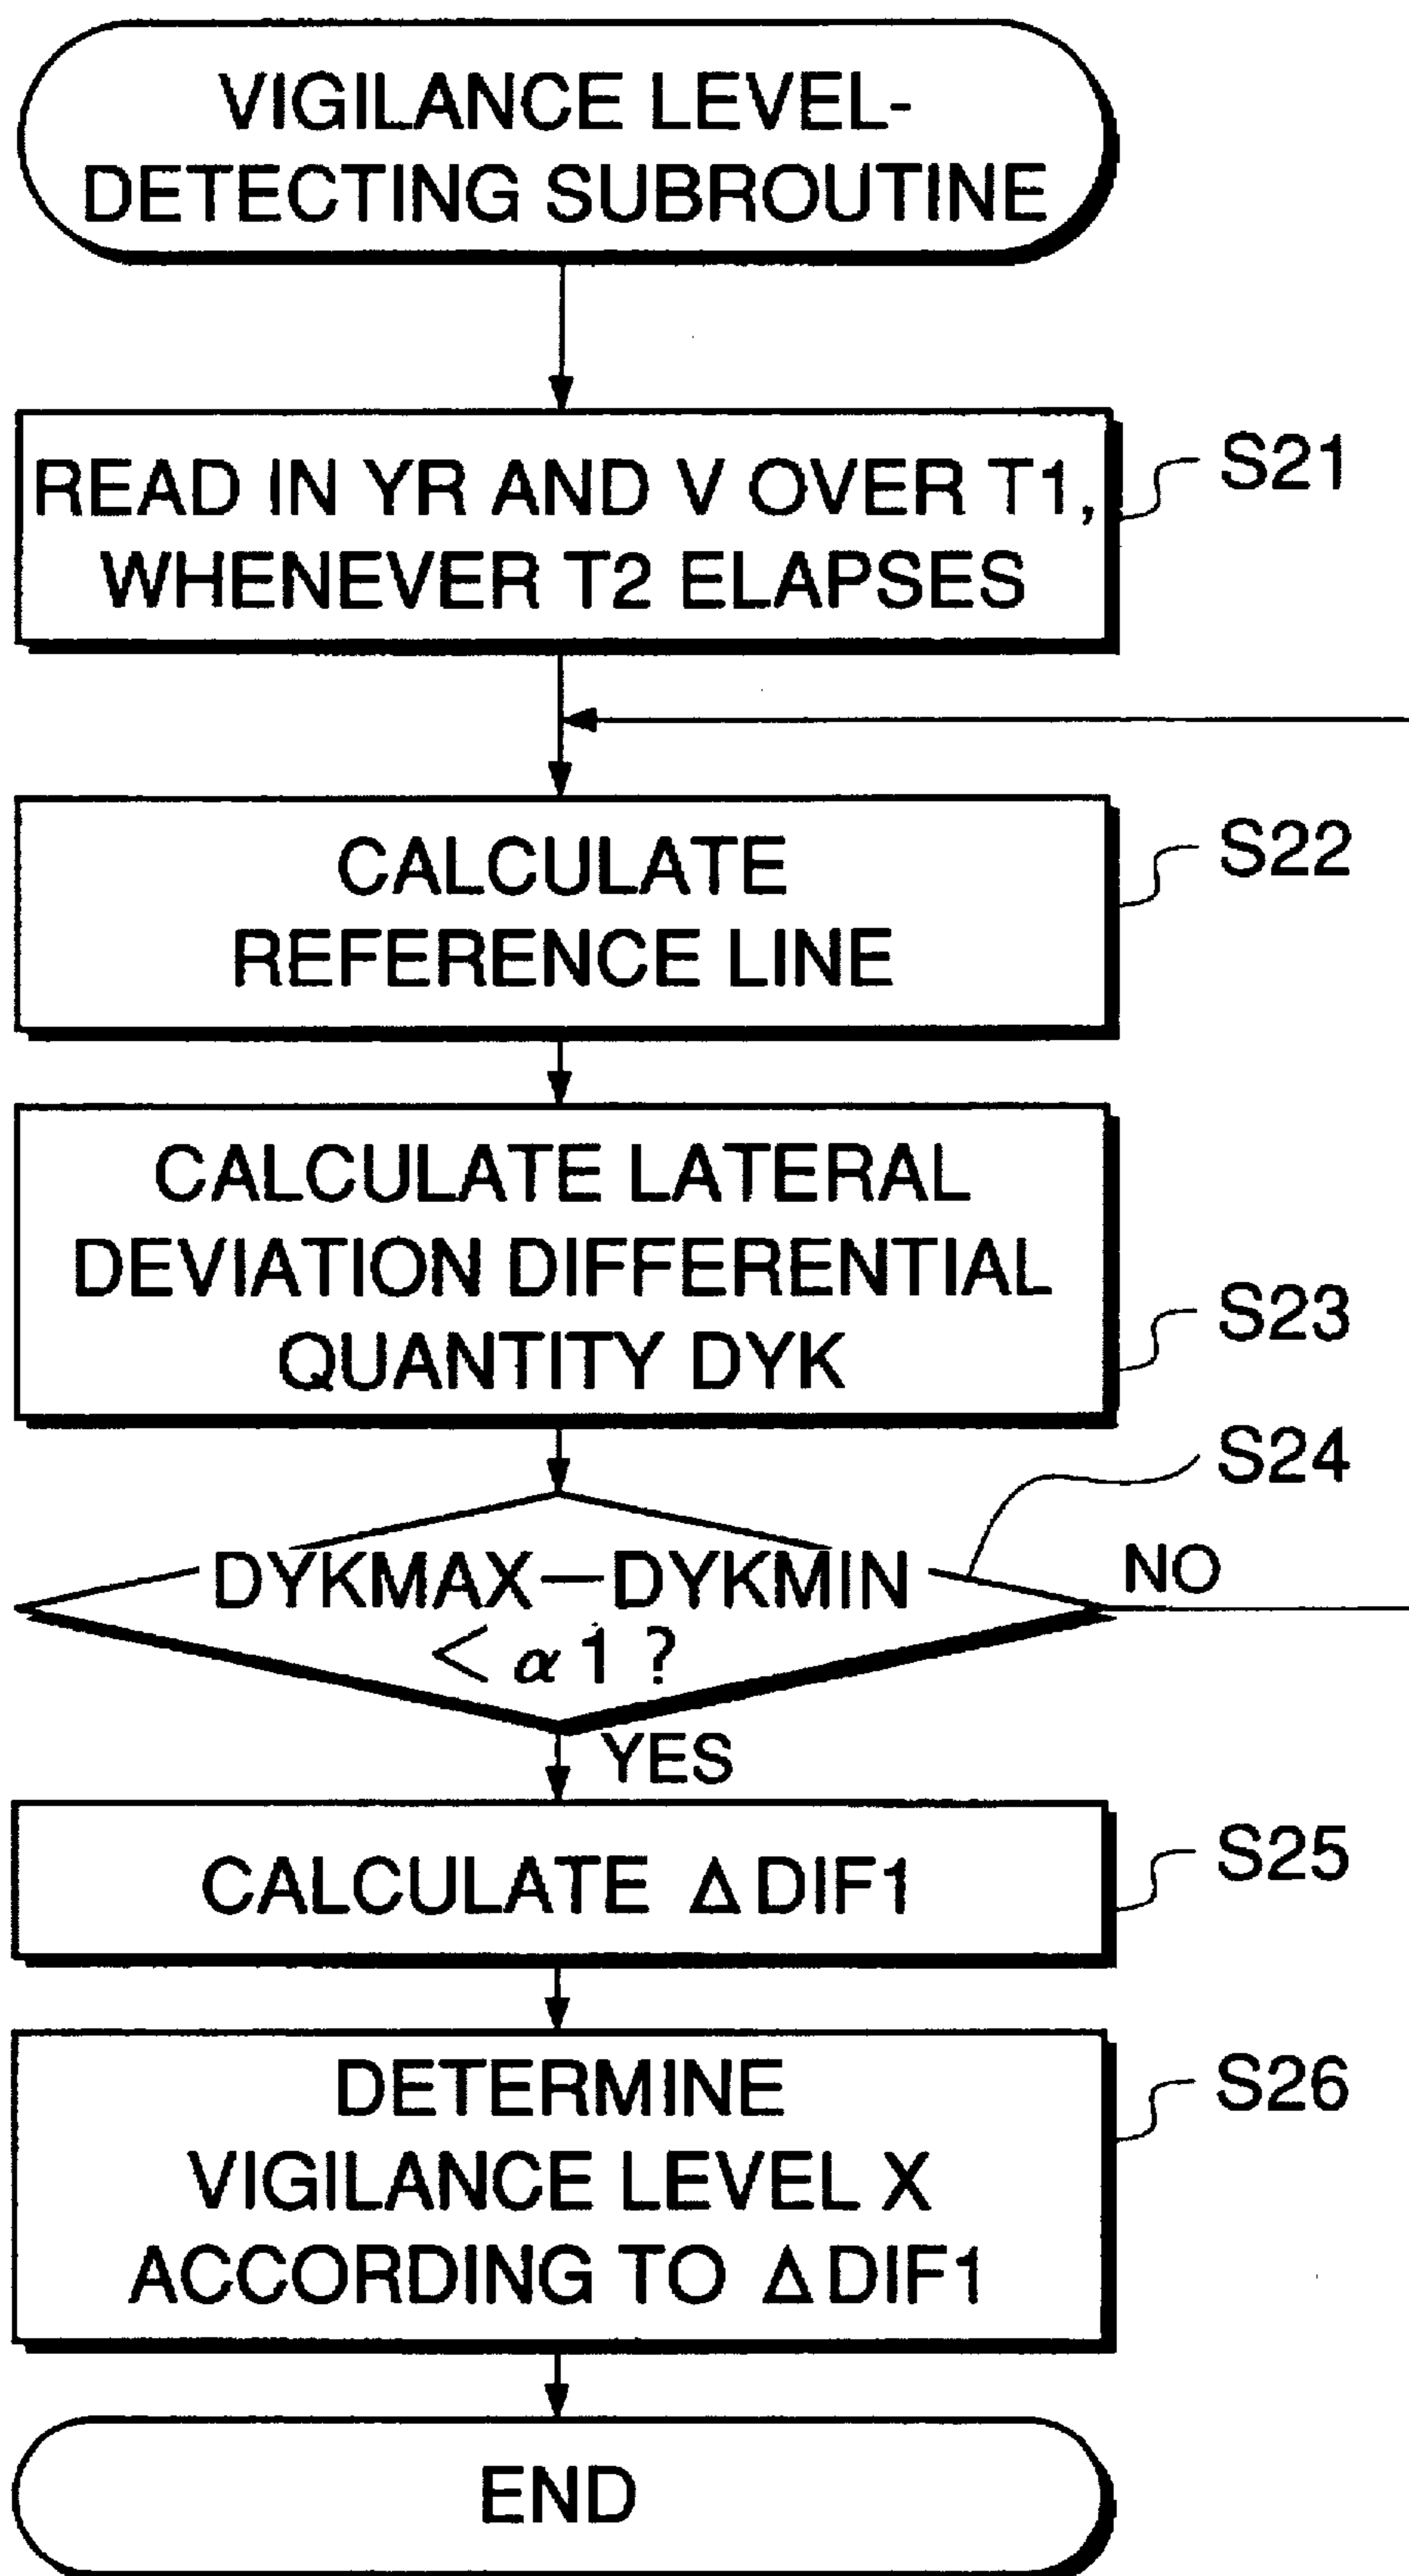 VIGILANCE LEVEL-
DETECTING SUBROUTINE
READ IN YR AND V OVER T1,
WHENEVER T2 ELAPSES
S21
CALCULATE
REFERENCE LINE
S22
CALCULATE LATERAL
DEVIATION DIFFERENTIAL
QUANTITY DYK
S23
S24
DYKMAX—DYKMIN
< α1 ?
NO
YES
CALCULATE ΔDIF1
S25
DETERMINE
VIGILANCE LEVEL X
ACCORDING TO ΔDIF1
S26
END